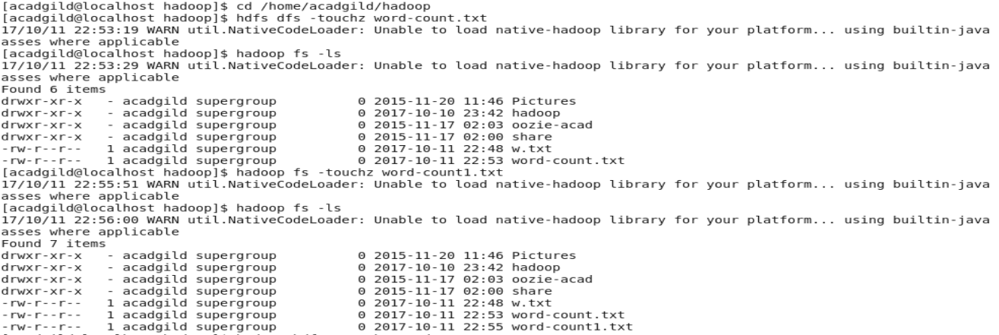 [acadgild@localhost hadoop]$ cd /home/acadgild/hadoop
[acadgild@localhost hadoop]$ hdfs dfs -touchz word-count.txt
17/10/11 22:53:19 WARN util.NativeCodeLoader: Unable to load native-hadoop library for your platform... using builtin-java
asses where applicable
[acadgild@localhost hadoop]$ hadoop fs -ls
17/10/11 22:53:29 WARN util.NativeCodeLoader: Unable to load native-hadoop library for your platform... using builtin-java
asses where applicable
Found 6 items
drwxr-xr-x   - acadgild supergroup          0 2015-11-20 11:46 Pictures
drwxr-xr-x   - acadgild supergroup          0 2017-10-10 23:42 hadoop
drwxr-xr-x   - acadgild supergroup          0 2015-11-17 02:03 oozie-acad
drwxr-xr-x   - acadgild supergroup          0 2015-11-17 02:00 share
-rw-r--r--   1 acadgild supergroup          0 2017-10-11 22:48 w.txt
-rw-r--r--   1 acadgild supergroup          0 2017-10-11 22:53 word-count.txt
[acadgild@localhost hadoop]$ hadoop fs -touchz word-count1.txt
17/10/11 22:55:51 WARN util.NativeCodeLoader: Unable to load native-hadoop library for your platform... using builtin-java
asses where applicable
[acadgild@localhost hadoop]$ hadoop fs -ls
17/10/11 22:56:00 WARN util.NativeCodeLoader: Unable to load native-hadoop library for your platform... using builtin-java
asses where applicable
Found 7 items
drwxr-xr-x   - acadgild supergroup          0 2015-11-20 11:46 Pictures
drwxr-xr-x   - acadgild supergroup          0 2017-10-10 23:42 hadoop
drwxr-xr-x   - acadgild supergroup          0 2015-11-17 02:03 oozie-acad
drwxr-xr-x   - acadgild supergroup          0 2015-11-17 02:00 share
-rw-r--r--   1 acadgild supergroup          0 2017-10-11 22:48 w.txt
-rw-r--r--   1 acadgild supergroup          0 2017-10-11 22:53 word-count.txt
-rw-r--r--   1 acadgild supergroup          0 2017-10-11 22:55 word-count1.txt